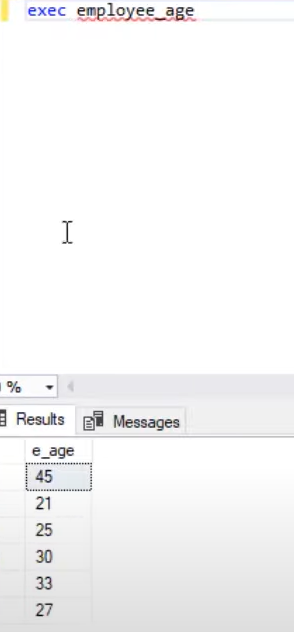 exec employee_age
%
Results Messages
e_age
45
21
25
30
33
27